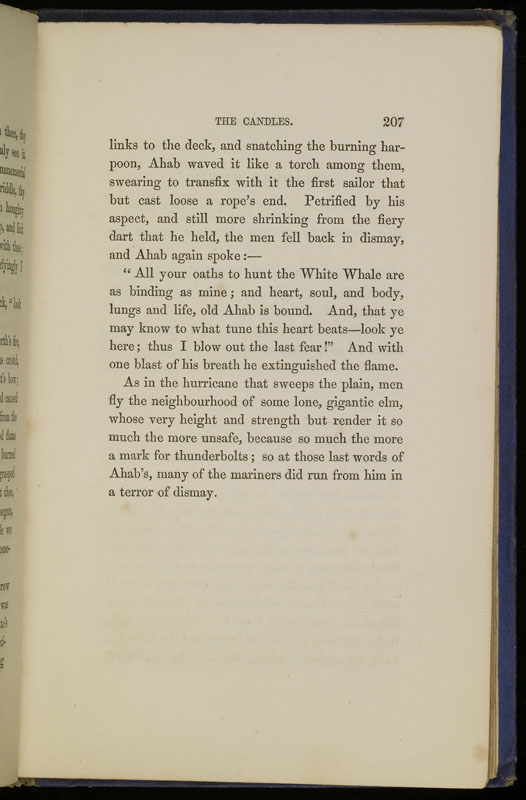 THE CANDLES. 207
links to the deck, and snatching the burning har-
poon, Ahab waved it like a torch among them,
swearing to transfix with it the first sailor that
but cast loose a rope's end. Petrified by his
aspect, and still more shrinking from the fiery
dart that he held, the men fell back in dismay,
and Ahab again spoke:—
"All your oaths to hunt the White Whale are
as binding as mine; and heart, soul, and body,
lungs and life, old Ahab is bound. And, that ye
may know to what tune this heart beats—look ye
here; thus I blow out the last fear!" And with
one blast of his breath he extinguished the flame.
As in the hurricane that sweeps the plain, men
fly the neighbourhood of some lone, gigantic elm,
whose very height and strength but render it so
much the more unsafe, because so much the more
a mark for thunderbolts; so at those last words of
Ahab's, many of the mariners did run from him in
a terror of dismay.